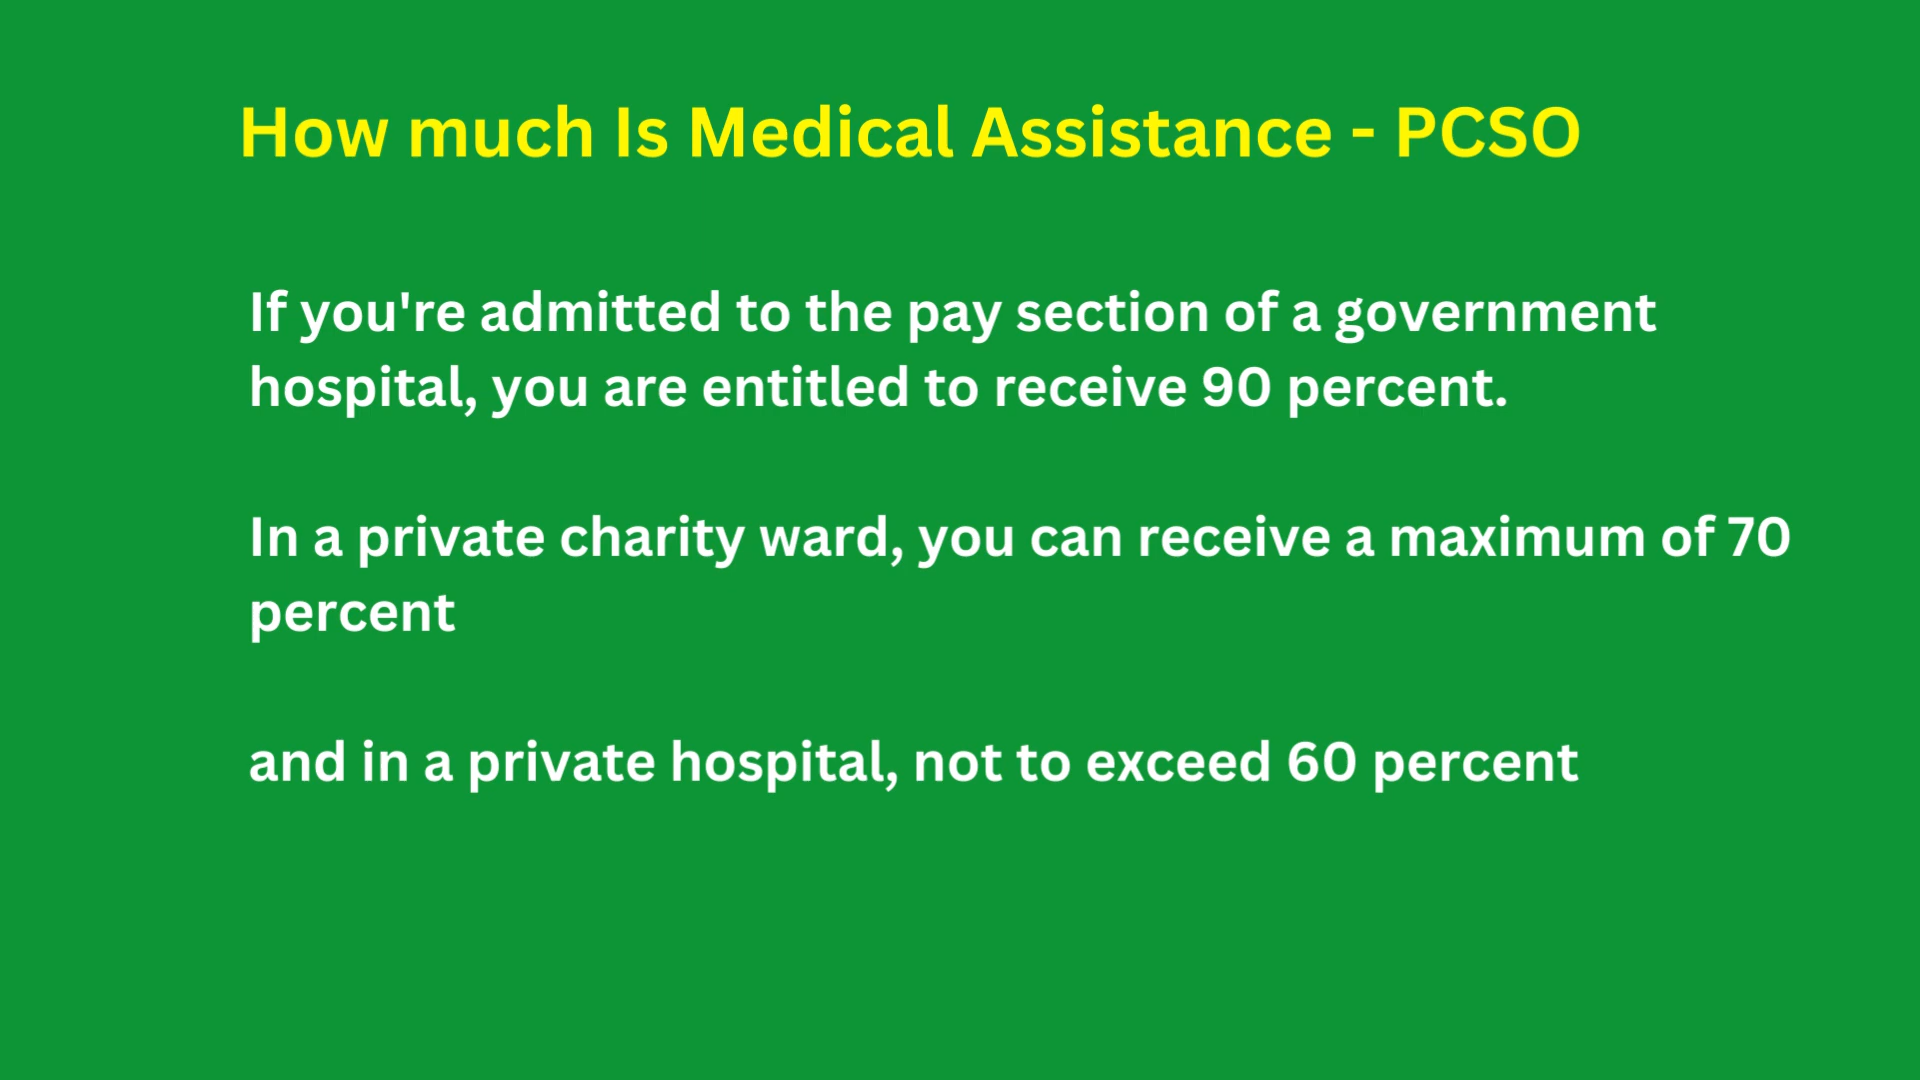 How much Is Medical Assistance - PCSO
If you're admitted to the pay section of a government
hospital, you are entitled to receive 90 percent.
In a private charity ward, you can receive a maximum of 70
percent
and in a private hospital, not to exceed 60 percent